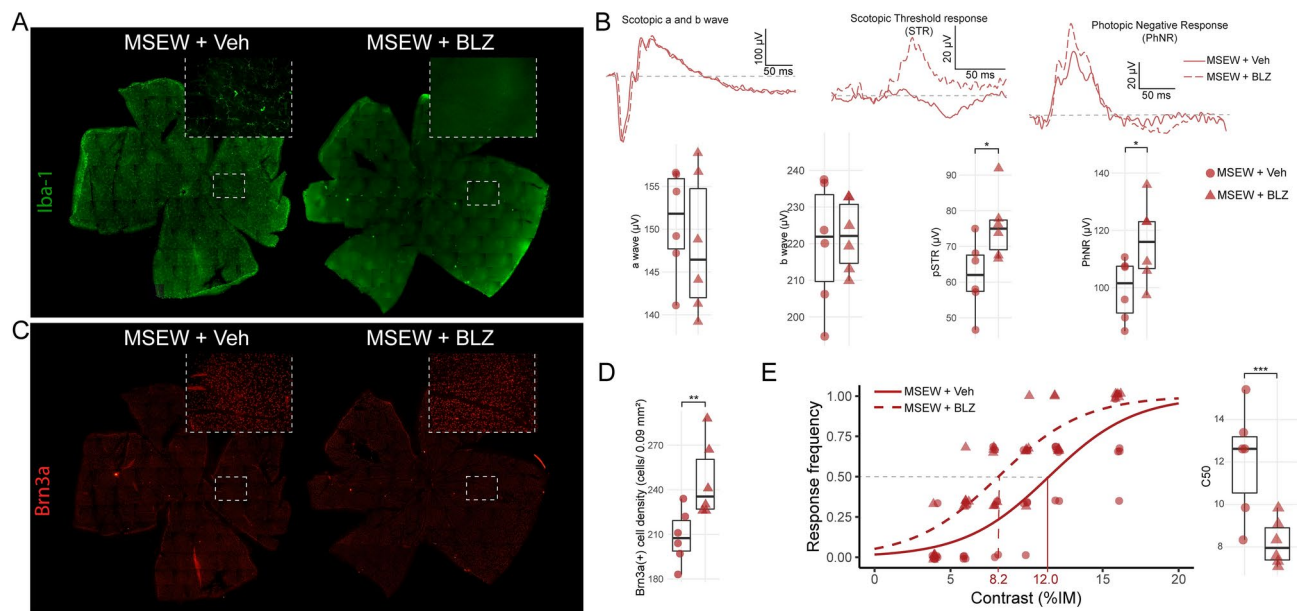 A
MSEW + Veh
MSEW + BLZ
Iba-1
B
Scotopic a and b wave
100 µV
50 ms
Scotopic Threshold response
(STR)
20 µV
50 ms
Photopic Negative Response
(PhNR)
20 µV
50 ms
MSEW + Veh
MSEW + BLZ
a wave (µV)
155
150
145
140
b wave (µV)
230
220
210
200
pSTR (µV)
*
90
80
70
60
50
PhNR (µV)
*
140
120
100
MSEW + Veh
MSEW + BLZ
C
MSEW + Veh
MSEW + BLZ
Brn3a
D
Brn3a(+) cell density (cells/ 0.09 mm²)
**
270
240
210
180
E
MSEW + Veh
MSEW + BLZ
Response frequency
1.00
0.75
0.50
0.25
0.00
0
5
8.2
12.0
15
20
Contrast (%IM)
C50
***
14
12
10
8